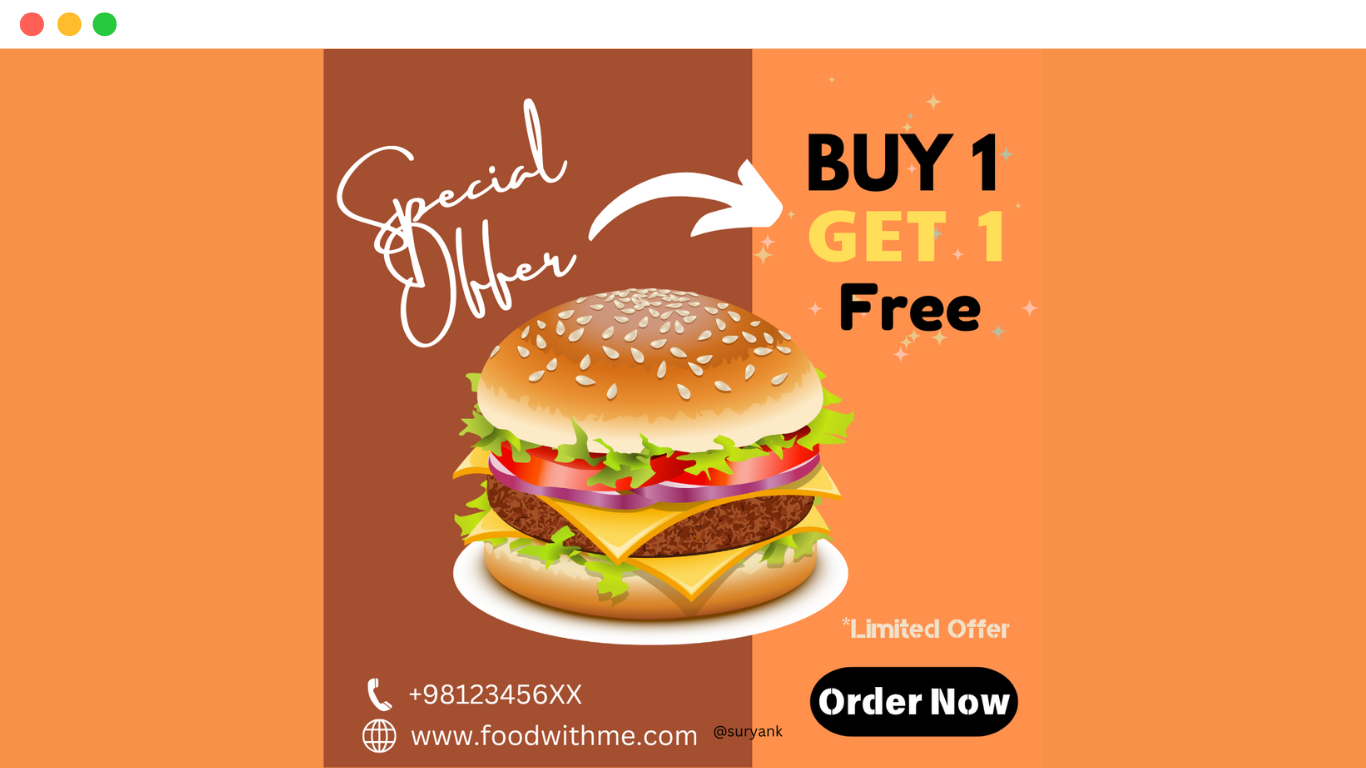 Special
Offer
BUY 1
GET 1
Free
*Limited Offer
Order Now
+98123456XX
www.foodwithme.com
@suryank